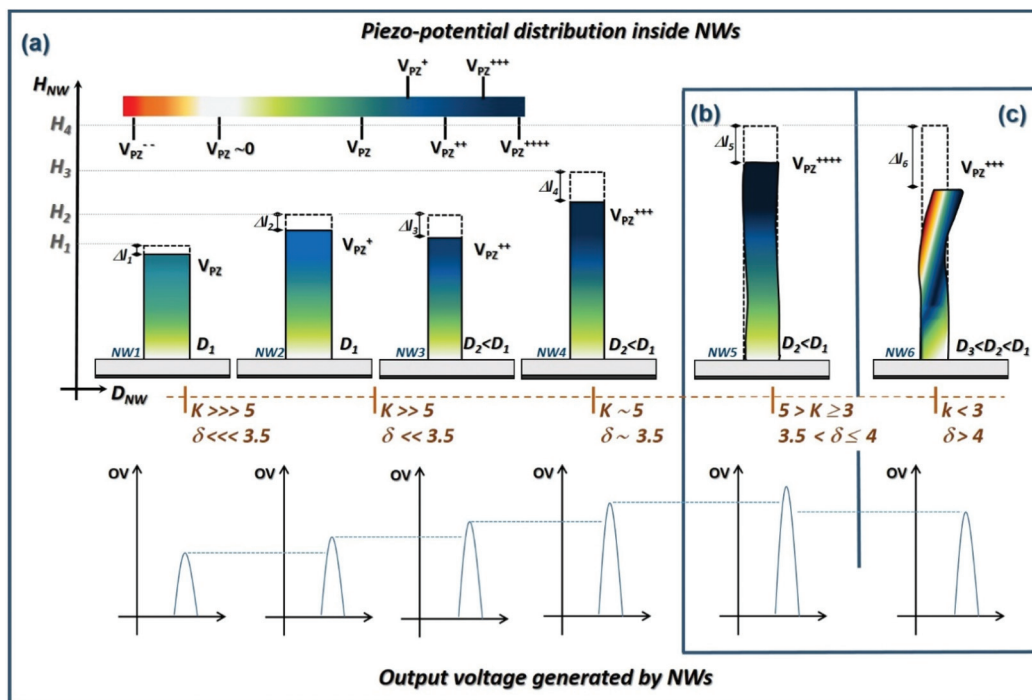 Piezo-potential distribution inside NWs
(a)
(b)
(c)
H_NW
H_4
H_3
H_2
H_1
V_PZ^+
V_PZ^+++
V_PZ^--
V_PZ ~0
V_PZ
V_PZ^++
V_PZ^++++
Δl_1
V_PZ
NW1
D_1
Δl_2
V_PZ^+
NW2
D_1
Δl_3
V_PZ^++
NW3
D_2<D_1
Δl_4
V_PZ^+++
NW4
D_2<D_1
Δl_5
V_PZ^++++
NW5
D_2<D_1
Δl_6
V_PZ^+++
NW6
D_3<D_2<D_1
D_NW
K >>> 5
δ <<< 3.5
K >> 5
δ << 3.5
K ~ 5
δ ~ 3.5
5 > K ≥ 3
3.5 < δ ≤ 4
k < 3
δ > 4
OV
OV
OV
OV
OV
OV
Output voltage generated by NWs